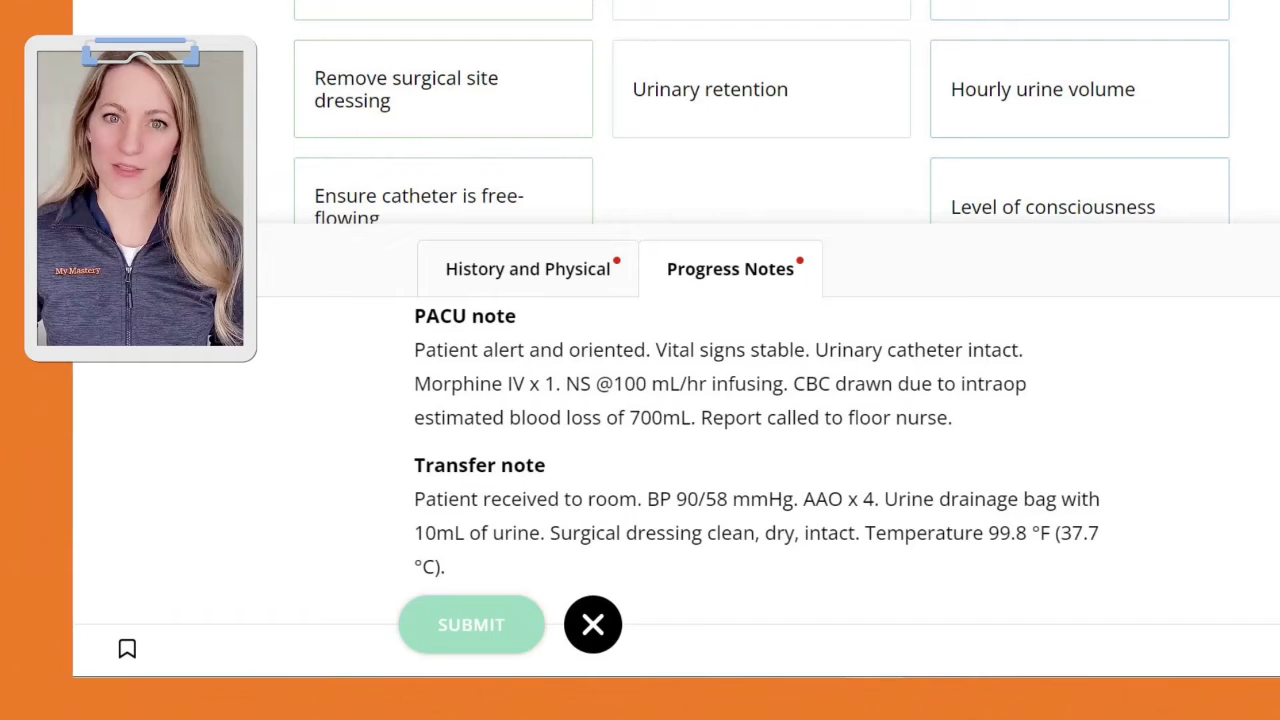 Remove surgical site
dressing
Urinary retention
Hourly urine volume
Ensure catheter is free-
flowing
Level of consciousness
My Mastery
History and Physical
Progress Notes
PACU note
Patient alert and oriented. Vital signs stable. Urinary catheter intact.
Morphine IV x 1. NS @100 mL/hr infusing. CBC drawn due to intraop
estimated blood loss of 700mL. Report called to floor nurse.
Transfer note
Patient received to room. BP 90/58 mmHg. AAO x 4. Urine drainage bag with
10mL of urine. Surgical dressing clean, dry, intact. Temperature 99.8 °F (37.7
°C).
SUBMIT